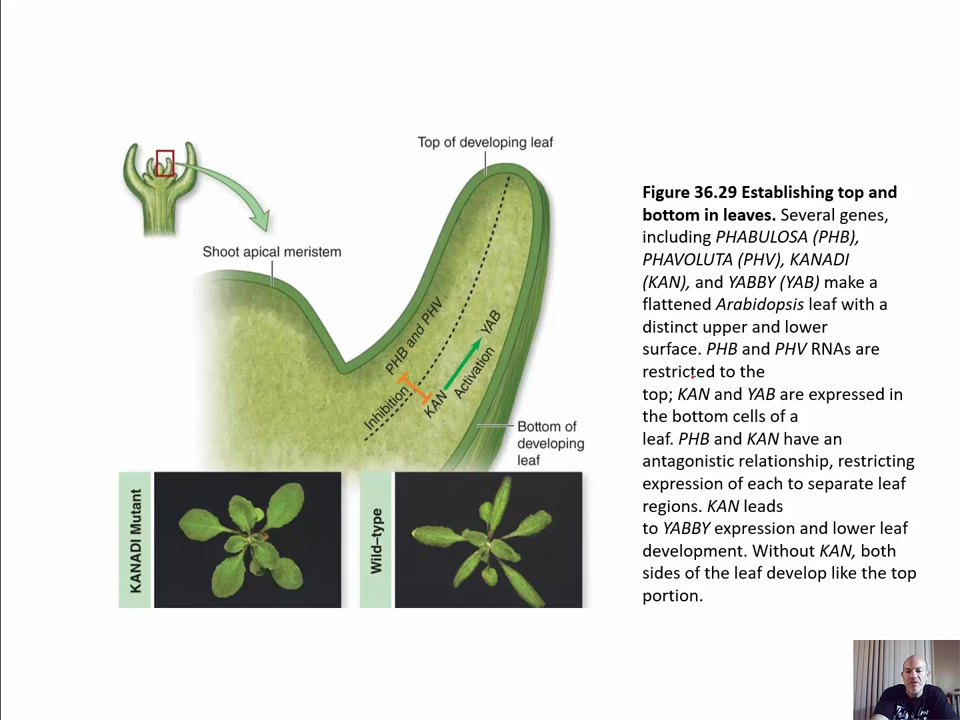 Top of developing leaf
Shoot apical meristem
PHB and PHV
YAB
Inhibition
KAN
Activation
Bottom of
developing
leaf
KANADI Mutant
Wild–type
Figure 36.29 Establishing top and
bottom in leaves. Several genes,
including PHABULOSA (PHB),
PHAVOLUTA (PHV), KANADI
(KAN), and YABBY (YAB) make a
flattened Arabidopsis leaf with a
distinct upper and lower
surface. PHB and PHV RNAs are
restricted to the
top; KAN and YAB are expressed in
the bottom cells of a
leaf. PHB and KAN have an
antagonistic relationship, restricting
expression of each to separate leaf
regions. KAN leads
to YABBY expression and lower leaf
development. Without KAN, both
sides of the leaf develop like the top
portion.